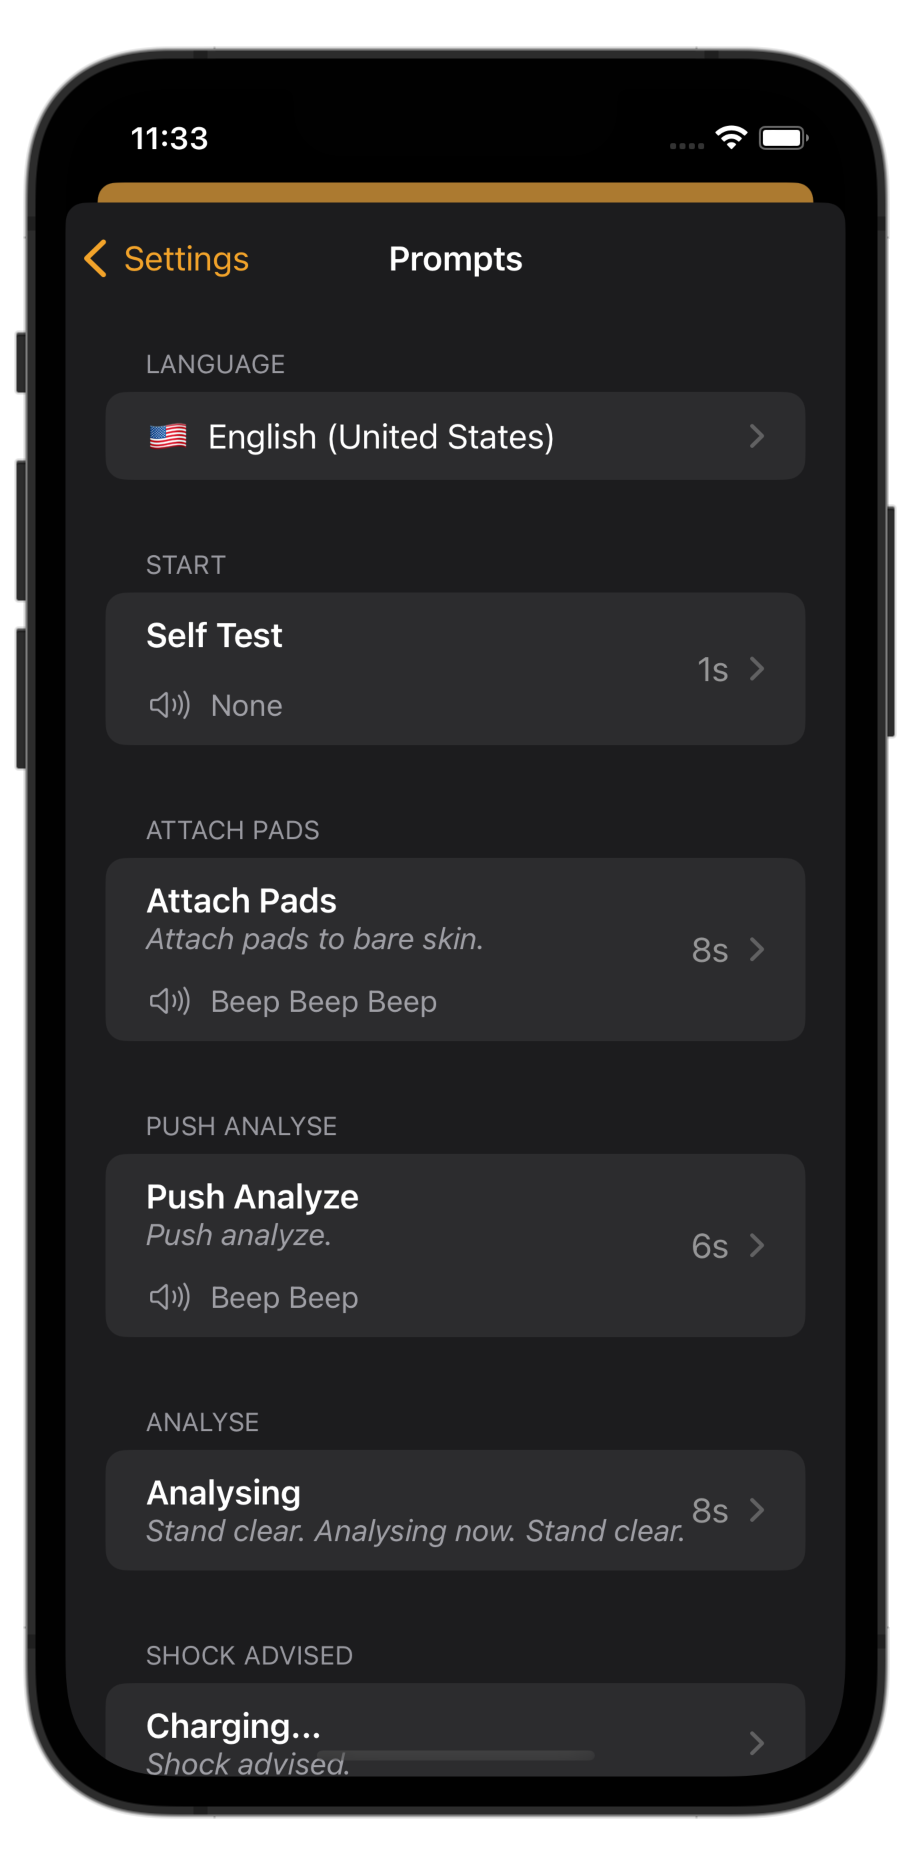 11:33
Settings
Prompts
LANGUAGE
English (United States)
START
Self Test
1s
None
ATTACH PADS
Attach Pads
Attach pads to bare skin.
8s
Beep Beep Beep
PUSH ANALYSE
Push Analyze
Push analyze.
6s
Beep Beep
ANALYSE
Analysing
Stand clear. Analysing now. Stand clear.
8s
SHOCK ADVISED
Charging...
Shock advised.